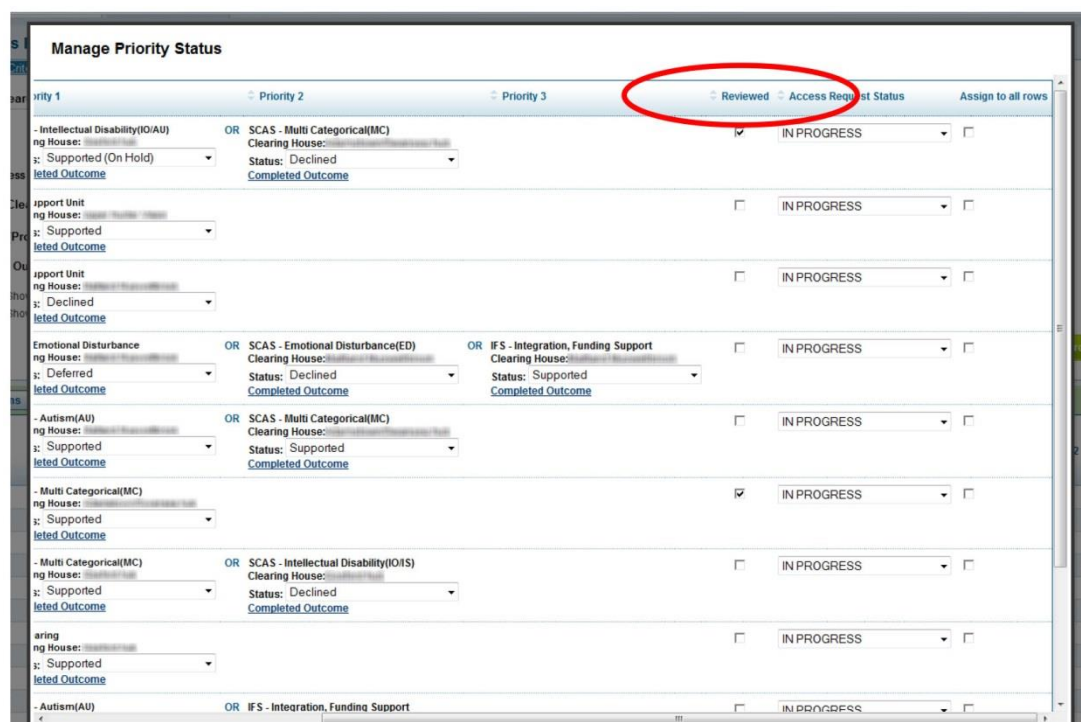 Manage Priority Status
ority 1 Priority 2 Priority 3 Reviewed Access Request Status Assign to all rows
- Intellectual Disability(IO/AU) OR SCAS - Multi Categorical(MC)
ng House: Clearing House:
s: Supported (On Hold) Status: Declined IN PROGRESS
leted Outcome Completed Outcome
upport Unit
ng House: IN PROGRESS
s: Supported
leted Outcome
upport Unit
ng House: IN PROGRESS
s: Declined
leted Outcome
Emotional Disturbance OR SCAS - Emotional Disturbance(ED) OR IFS - Integration, Funding Support
ng House: Clearing House: Clearing House: IN PROGRESS
s: Deferred Status: Declined Status: Supported
leted Outcome Completed Outcome Completed Outcome
- Autism(AU) OR SCAS - Multi Categorical(MC)
ng House: Clearing House: IN PROGRESS
s: Supported Status: Supported
leted Outcome Completed Outcome
- Multi Categorical(MC)
ng House: IN PROGRESS
s: Supported
leted Outcome
- Multi Categorical(MC) OR SCAS - Intellectual Disability(IO/IS)
ng House: Clearing House: IN PROGRESS
s: Supported Status: Declined
leted Outcome Completed Outcome
aring
ng House: IN PROGRESS
s: Supported
leted Outcome
- Autism(AU) OR IFS - Integration, Funding Support IN PROGRESS